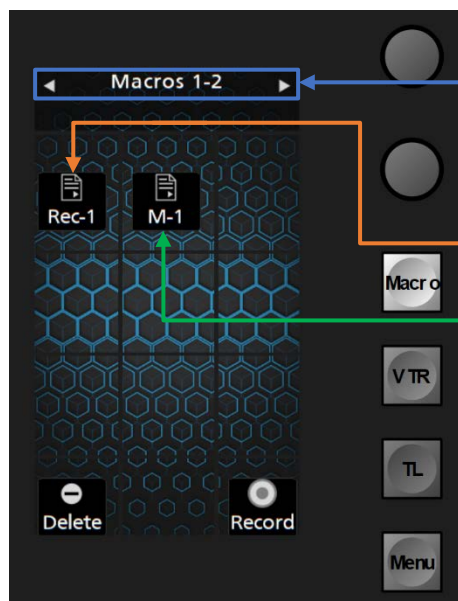 Macros 1-2
Rec-1
M-1
Macro
VTR
TL
Menu
Delete
Record